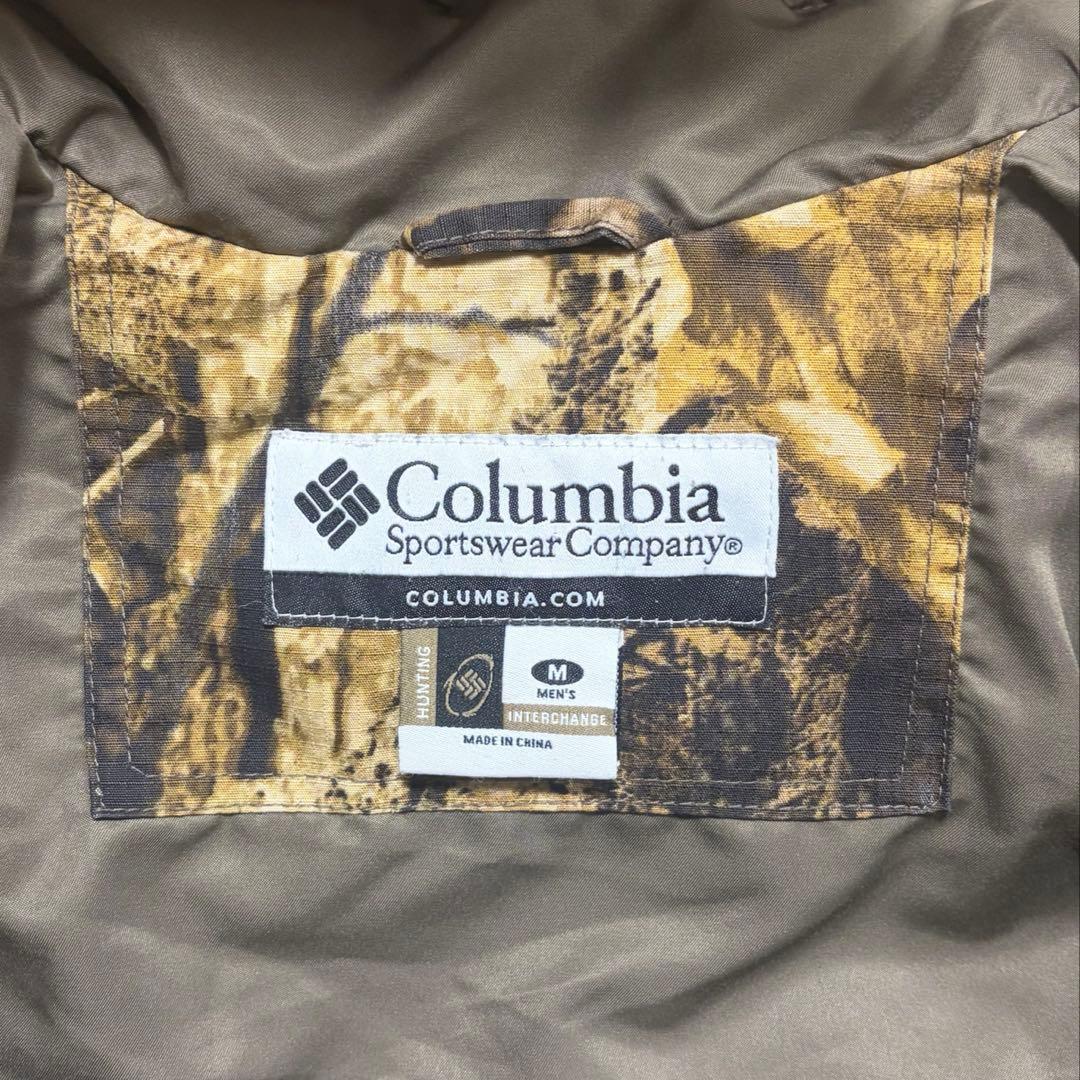 Columbia
Sportswear Company®
COLUMBIA.COM
HUNTING
M
MEN'S
INTERCHANGE
MADE IN CHINA